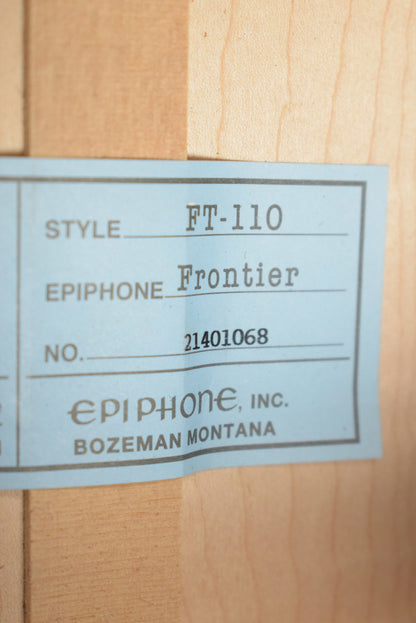 STYLE FT-110
EPIPHONE Frontier
NO. 21401068
EPIPHONE, INC.
BOZEMAN MONTANA